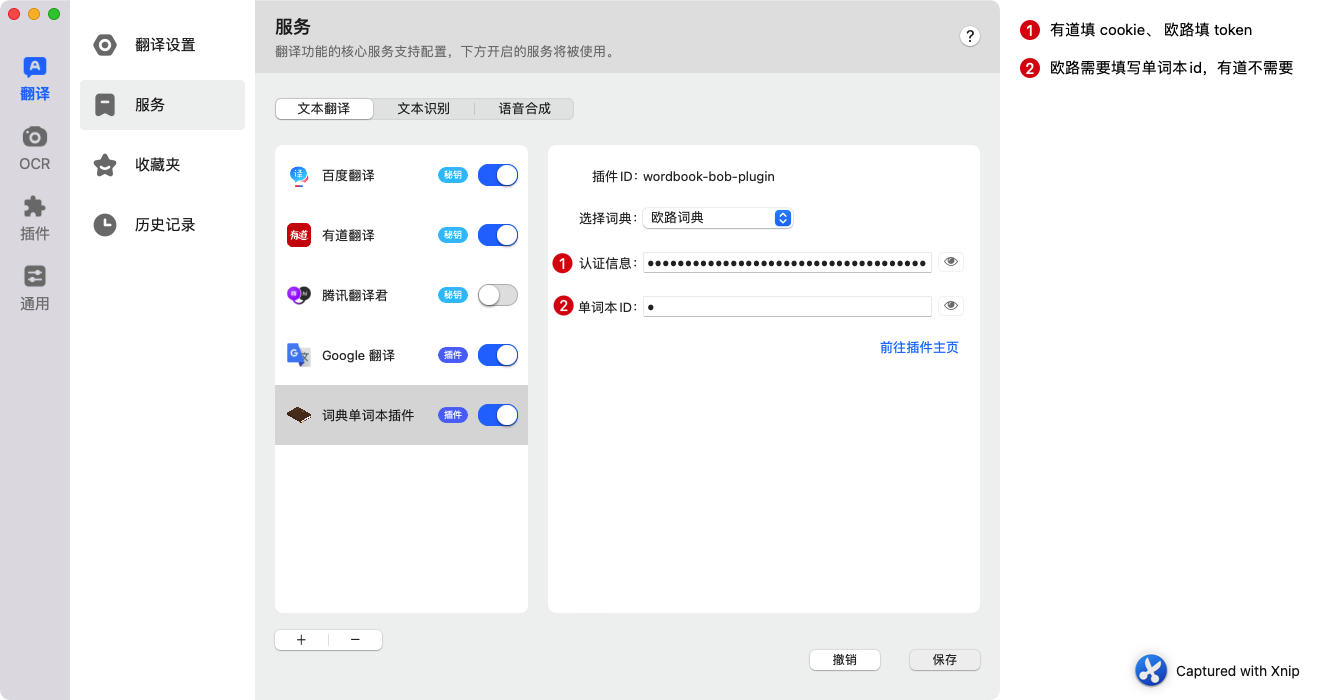 翻译
OCR
插件
通用
翻译设置
服务
收藏夹
历史记录
服务
翻译功能的核心服务支持配置，下方开启的服务将被使用。
?
文本翻译
文本识别
语音合成
百度翻译 秘钥
有道 有道翻译 秘钥
腾讯翻译君 秘钥
Google 翻译 插件
词典单词本插件 插件
+ −
插件 ID： wordbook-bob-plugin
选择词典： 欧路词典
1 认证信息： ●●●●●●●●●●●●●●●●●●●●●●●●●●●●●●●●●●●●●
2 单词本 ID： ●
前往插件主页
撤销
保存
1 有道填 cookie、 欧路填 token
2 欧路需要填写单词本id，有道不需要
Captured with Xnip